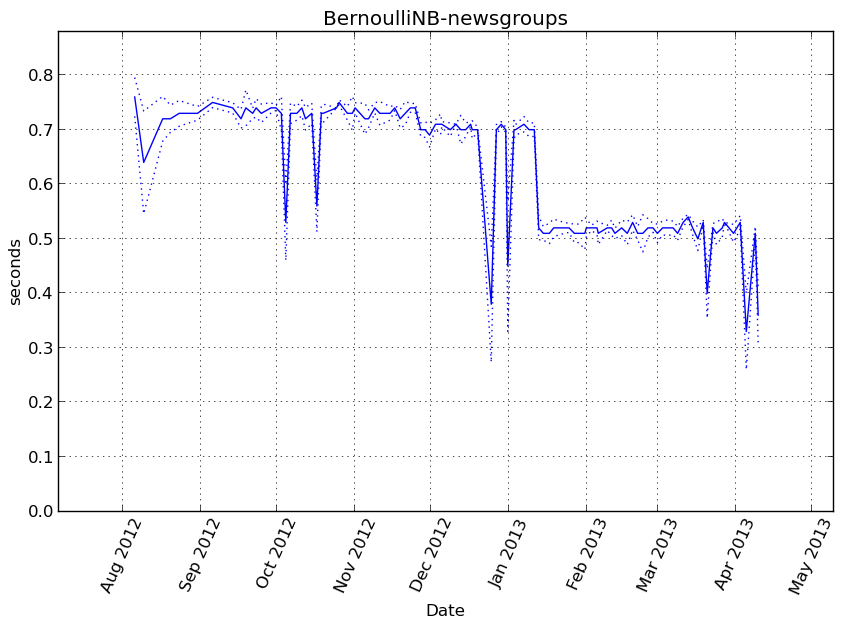 BernoulliNB-newsgroups
0.8
0.7
0.6
0.5
0.4
0.3
0.2
0.1
0.0
seconds
Aug 2012
Sep 2012
Oct 2012
Nov 2012
Dec 2012
Jan 2013
Feb 2013
Mar 2013
Apr 2013
May 2013
Date